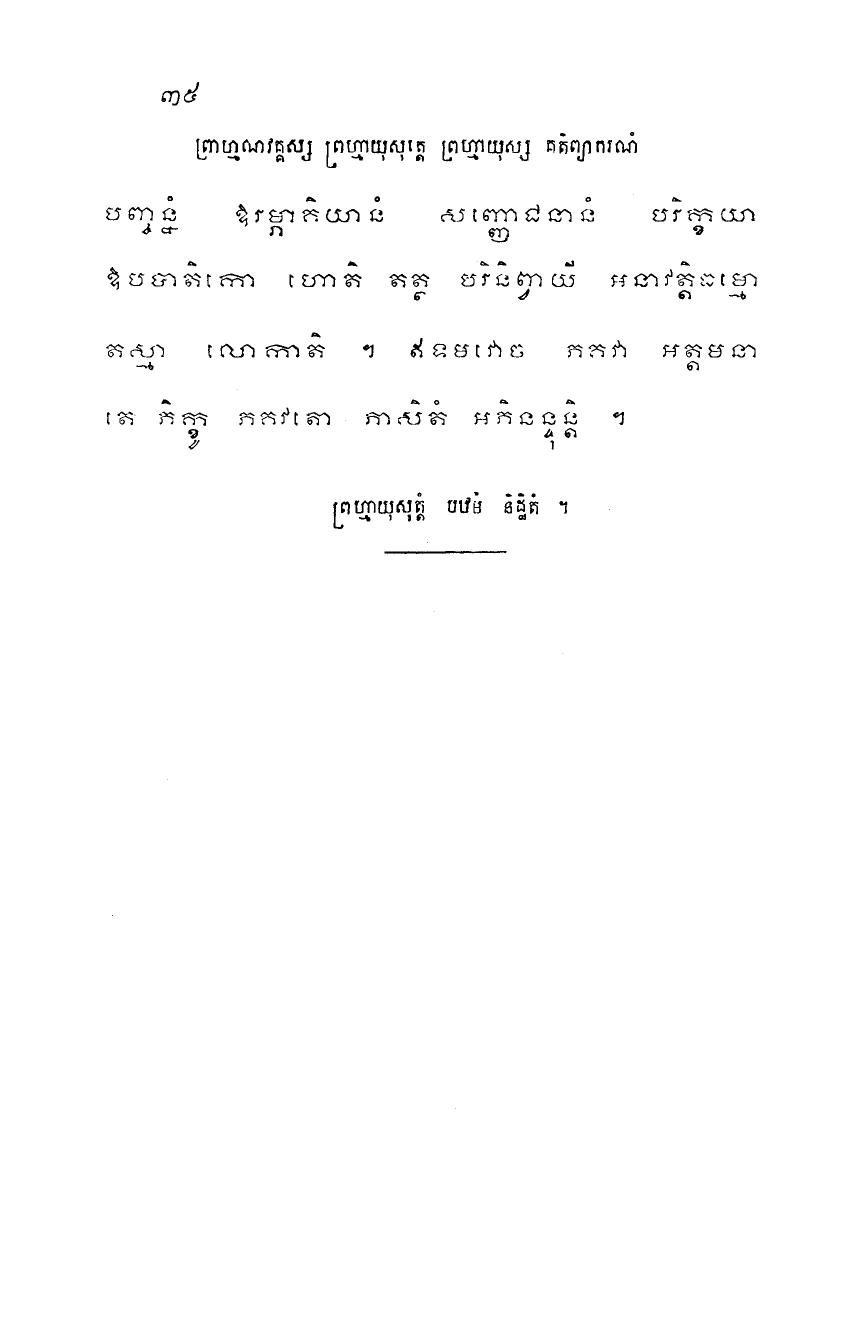 ៣៥
ព្រាហ្មណវគ្គស្ស ព្រហ្មាយុសុត្តេ ព្រហ្មាយុស្ស គតិព្យាករណំ
បញ្ចន្នំ ឱរម្ភាគិយានំ សញ្ញោជនានំ បរិក្ខយា
ឱបបាតិកោ ហោតិ តត្ថ បរិនិព្វាយី អនាវត្តិធម្មោ
តស្មា លោកាតិ ។ ឥទមវោច ភគវា អត្តមនា
តេ ភិក្ខូ ភគវតោ ភាសិតំ អភិនន្ទុន្តិ ។
ព្រហ្មាយុសុត្តំ បឋមំ និដ្ឋិតំ ។